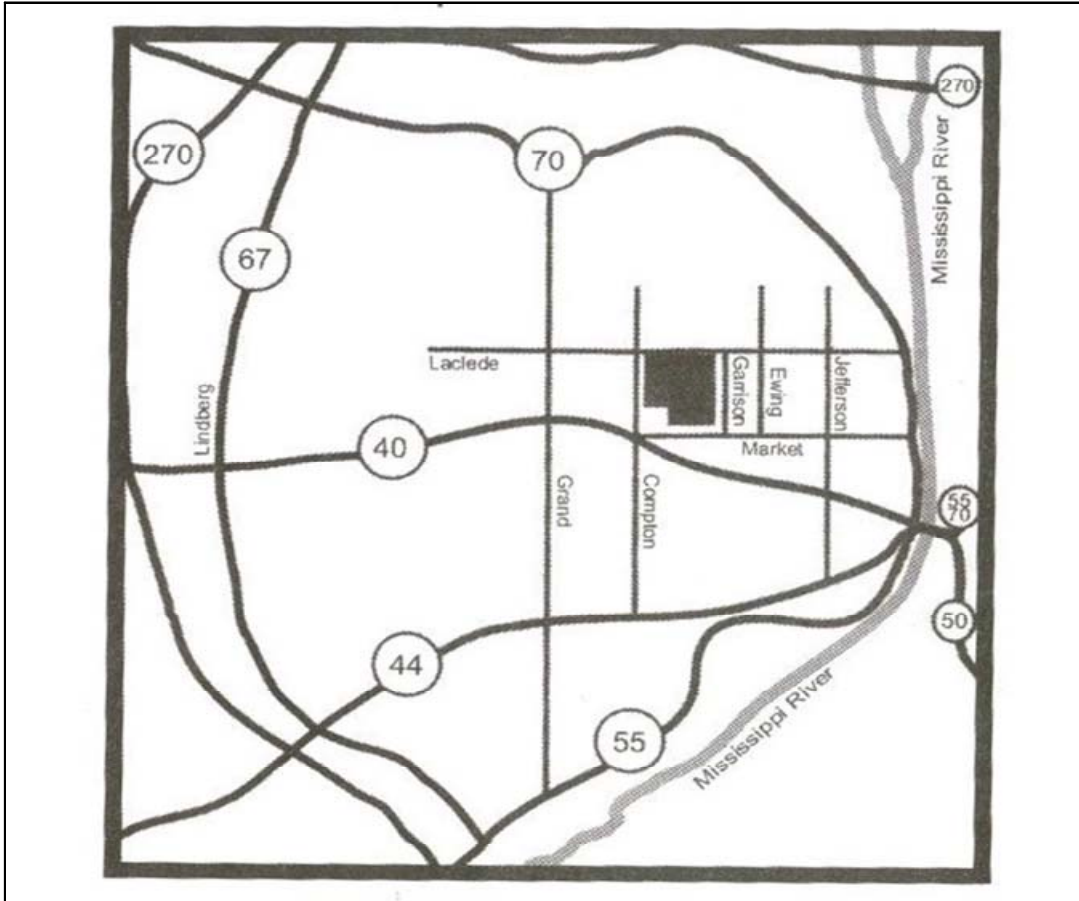 270
Mississippi River
270
70
67
Laclede
Garrison
Ewing
Jefferson
Lindberg
40
Market
Grand
Compton
55
70
44
50
55
Mississippi River